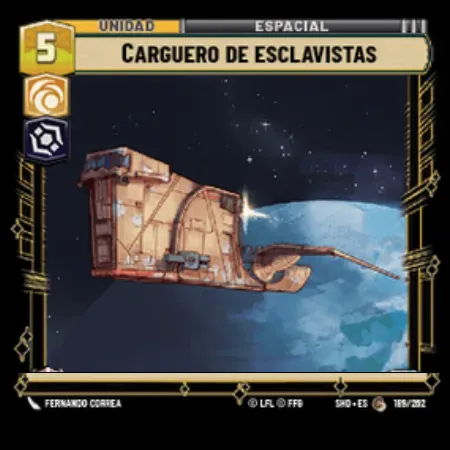 UNIDAD
ESPACIAL
5
CARGUERO DE ESCLAVISTAS
FERNANDO CORREA
© LFL © FFG
SHD • ES
189/262